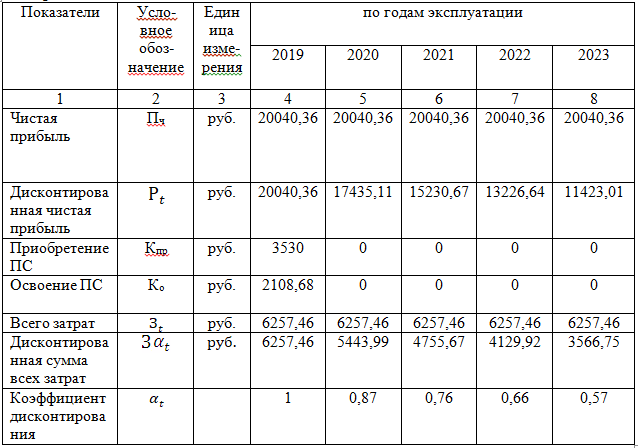 Показатели Усло- Един по годам эксплуатации
вное ица
обоз- изме- 2019 2020 2021 2022 2023
начение рения
1 2 3 4 5 6 7 8
Чистая Пч руб. 20040,36 20040,36 20040,36 20040,36 20040,36
прибыль
Дисконтирова P𝑡 руб. 20040,36 17435,11 15230,67 13226,64 11423,01
нная чистая
прибыль
Приобретение Кпр руб. 3530 0 0 0 0
ПС
Освоение ПС Ко руб. 2108,68 0 0 0 0
Всего затрат З𝑡 руб. 6257,46 6257,46 6257,46 6257,46 6257,46
Дисконтирова З𝛼𝑡 руб. 6257,46 5443,99 4755,67 4129,92 3566,75
нная сумма
всех затрат
Коэффициент 𝛼𝑡 1 0,87 0,76 0,66 0,57
дисконтирова
ния